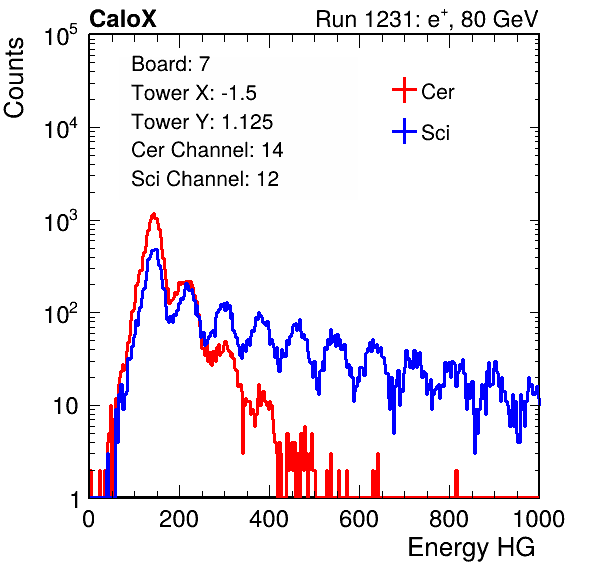 CaloX Run 1231: e⁺, 80 GeV
Counts
Board: 7
Tower X: -1.5
Tower Y: 1.125
Cer Channel: 14
Sci Channel: 12
Cer
Sci
10⁵
10⁴
10³
10²
10
1
0 200 400 600 800 1000
Energy HG